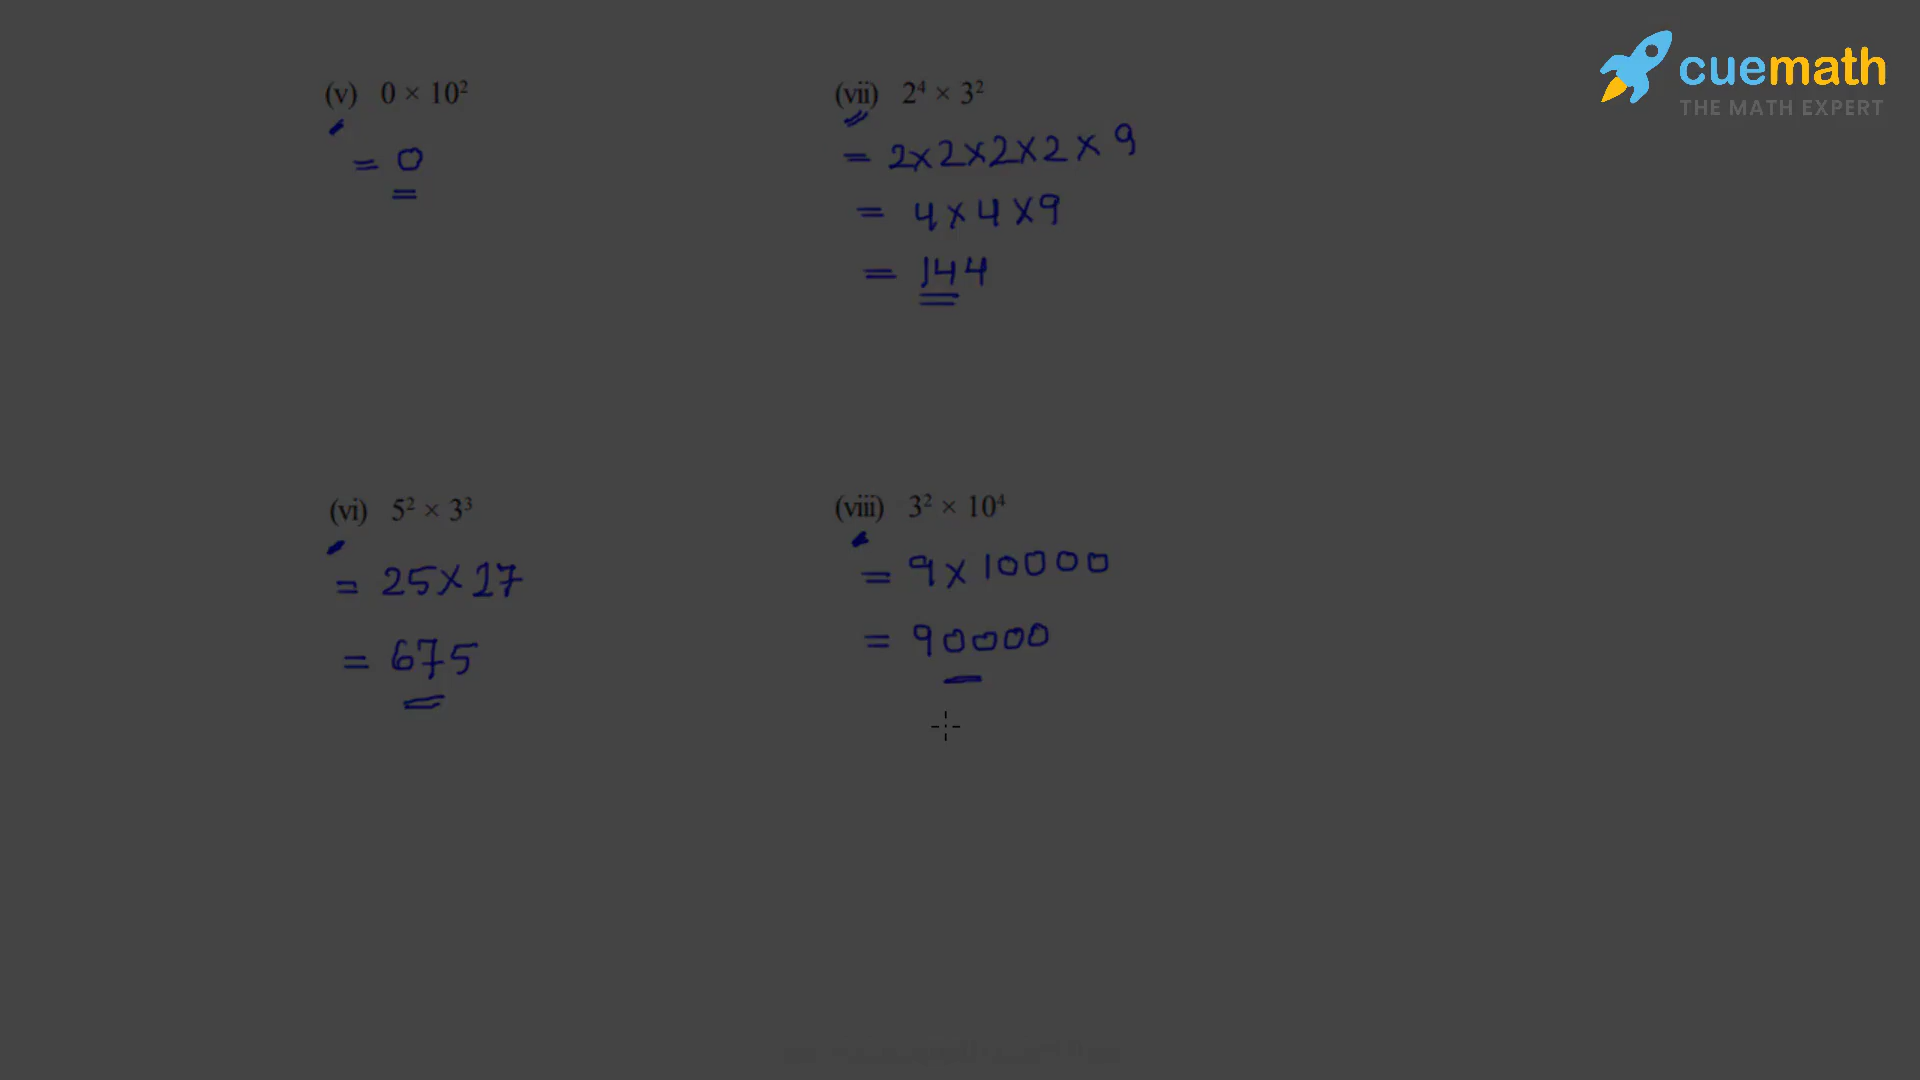 (v) 0 × 10²
= 0
(vi) 5² × 3³
= 25 × 27
= 675
(vii) 2⁴ × 3²
= 2 × 2 × 2 × 2 × 9
= 4 × 4 × 9
= 144
(viii) 3² × 10⁴
= 9 × 10000
= 90000
cuemath
THE MATH EXPERT